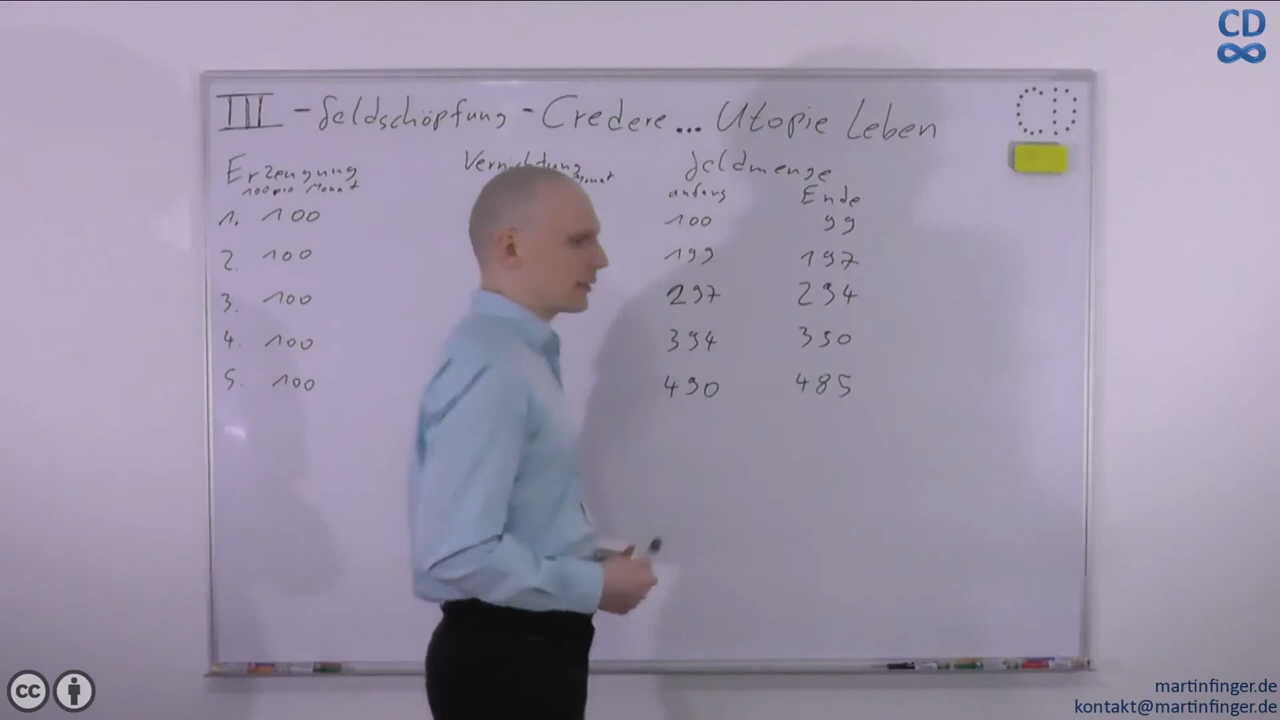 CD
III - Geldschöpfung - Credere... Utopie Leben
CD
Erzeugung Vernichtung Geldmenge
100 pro Monat anfang Ende
1. 100 100 99
2. 100 199 197
3. 100 297 294
4. 100 394 390
5. 100 490 485
cc
martinfinger.de
kontakt@martinfinger.de